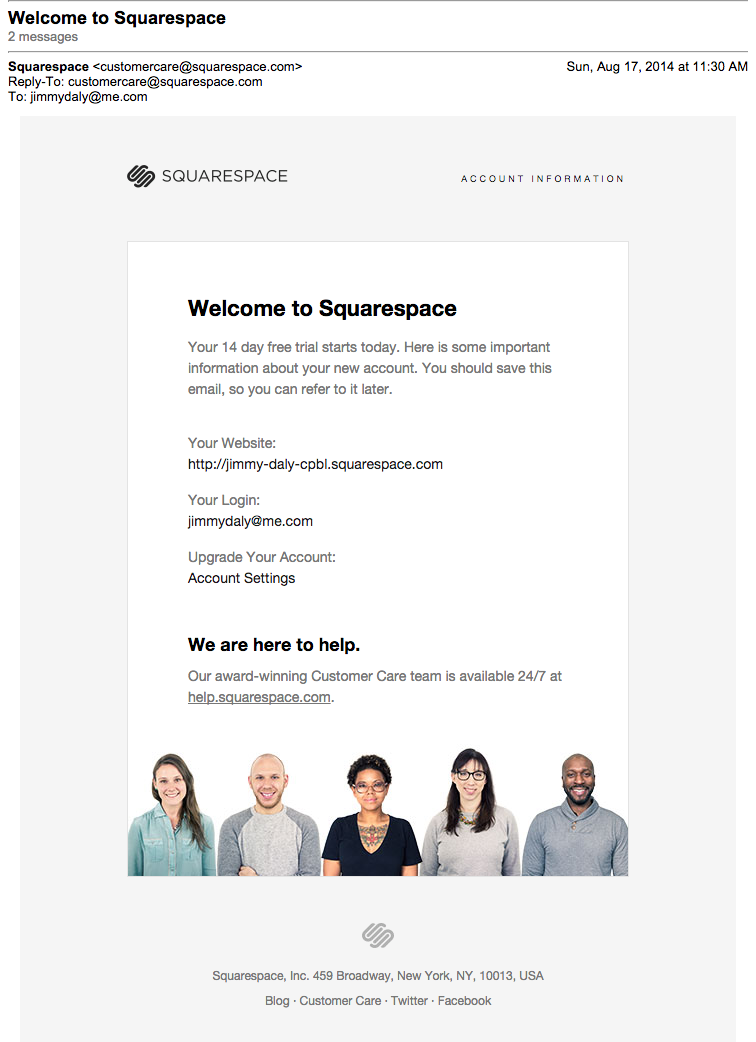 Welcome to Squarespace
2 messages
Squarespace <customercare@squarespace.com> Sun, Aug 17, 2014 at 11:30 AM
Reply-To: customercare@squarespace.com
To: jimmydaly@me.com
SQUARESPACE ACCOUNT INFORMATION
Welcome to Squarespace
Your 14 day free trial starts today. Here is some important
information about your new account. You should save this
email, so you can refer to it later.
Your Website:
http://jimmy-daly-cpbl.squarespace.com
Your Login:
jimmydaly@me.com
Upgrade Your Account:
Account Settings
We are here to help.
Our award-winning Customer Care team is available 24/7 at
help.squarespace.com.
Squarespace, Inc. 459 Broadway, New York, NY, 10013, USA
Blog · Customer Care · Twitter · Facebook